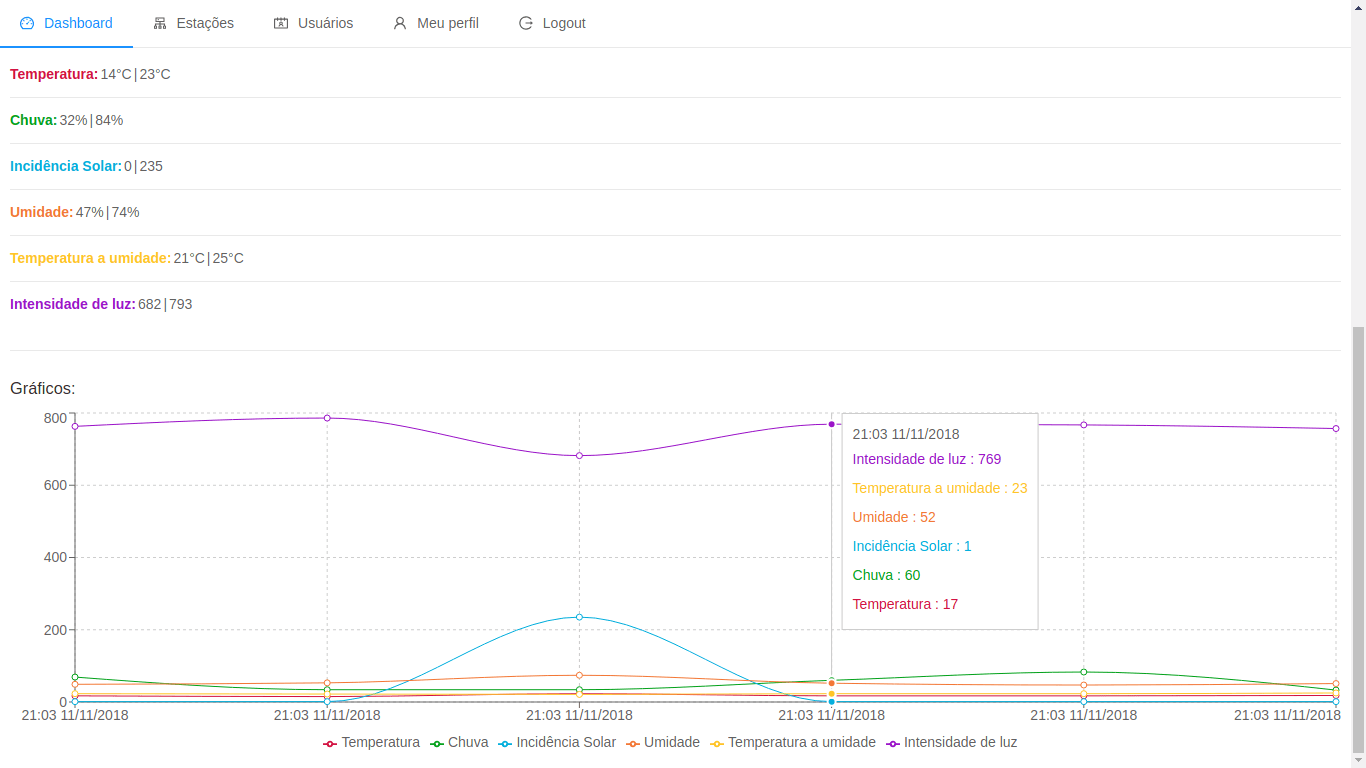 Dashboard Estações Usuários Meu perfil Logout
Temperatura: 14°C | 23°C
Chuva: 32% | 84%
Incidência Solar: 0 | 235
Umidade: 47% | 74%
Temperatura a umidade: 21°C | 25°C
Intensidade de luz: 682 | 793
Gráficos:
800
600
400
200
0
21:03 11/11/2018
Intensidade de luz : 769
Temperatura a umidade : 23
Umidade : 52
Incidência Solar : 1
Chuva : 60
Temperatura : 17
21:03 11/11/2018 21:03 11/11/2018 21:03 11/11/2018 21:03 11/11/2018 21:03 11/11/2018 21:03 11/11/2018
Temperatura Chuva Incidência Solar Umidade Temperatura a umidade Intensidade de luz